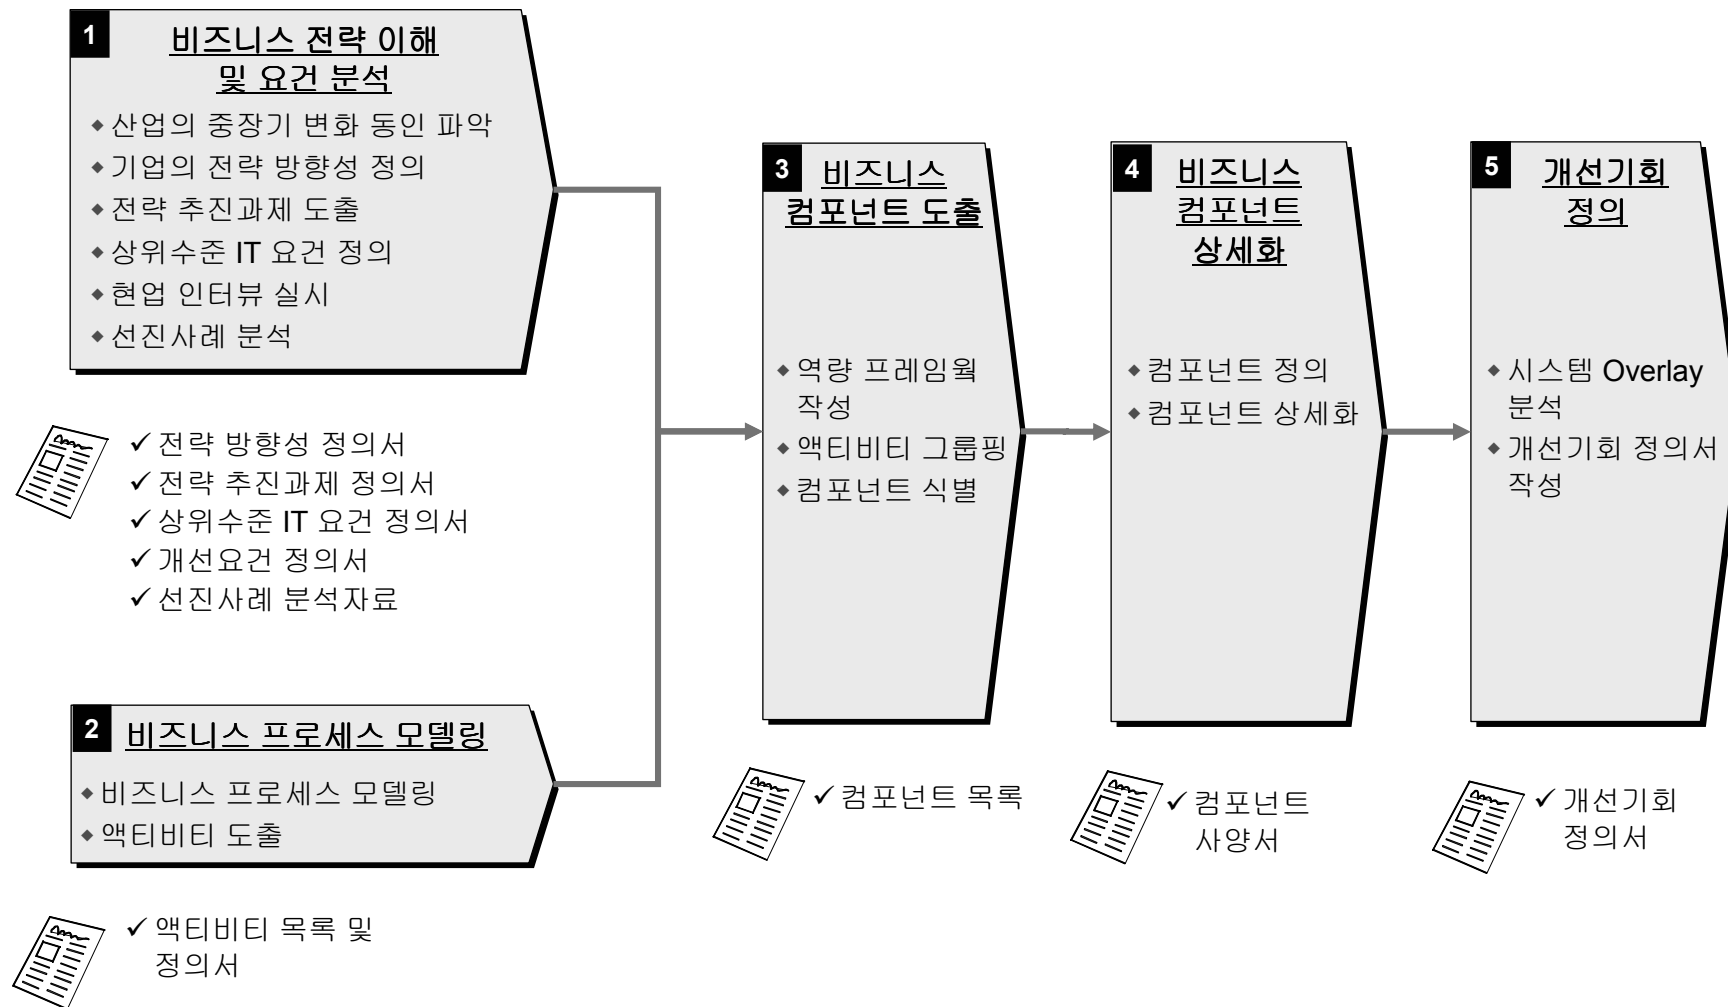 1
비즈니스 전략 이해
및 요건 분석
◆ 산업의 중장기 변화 동인 파악
◆ 기업의 전략 방향성 정의
◆ 전략 추진과제 도출
◆ 상위수준 IT 요건 정의
◆ 현업 인터뷰 실시
◆ 선진사례 분석
✓ 전략 방향성 정의서
✓ 전략 추진과제 정의서
✓ 상위수준 IT 요건 정의서
✓ 개선요건 정의서
✓ 선진사례 분석자료
2
비즈니스 프로세스 모델링
◆ 비즈니스 프로세스 모델링
◆ 액티비티 도출
✓ 액티비티 목록 및
정의서
3
비즈니스
컴포넌트 도출
◆ 역량 프레임웍
작성
◆ 액티비티 그룹핑
◆ 컴포넌트 식별
✓ 컴포넌트 목록
4
비즈니스
컴포넌트
상세화
◆ 컴포넌트 정의
◆ 컴포넌트 상세화
✓ 컴포넌트
사양서
5
개선기회
정의
◆ 시스템 Overlay
분석
◆ 개선기회 정의서
작성
✓ 개선기회
정의서